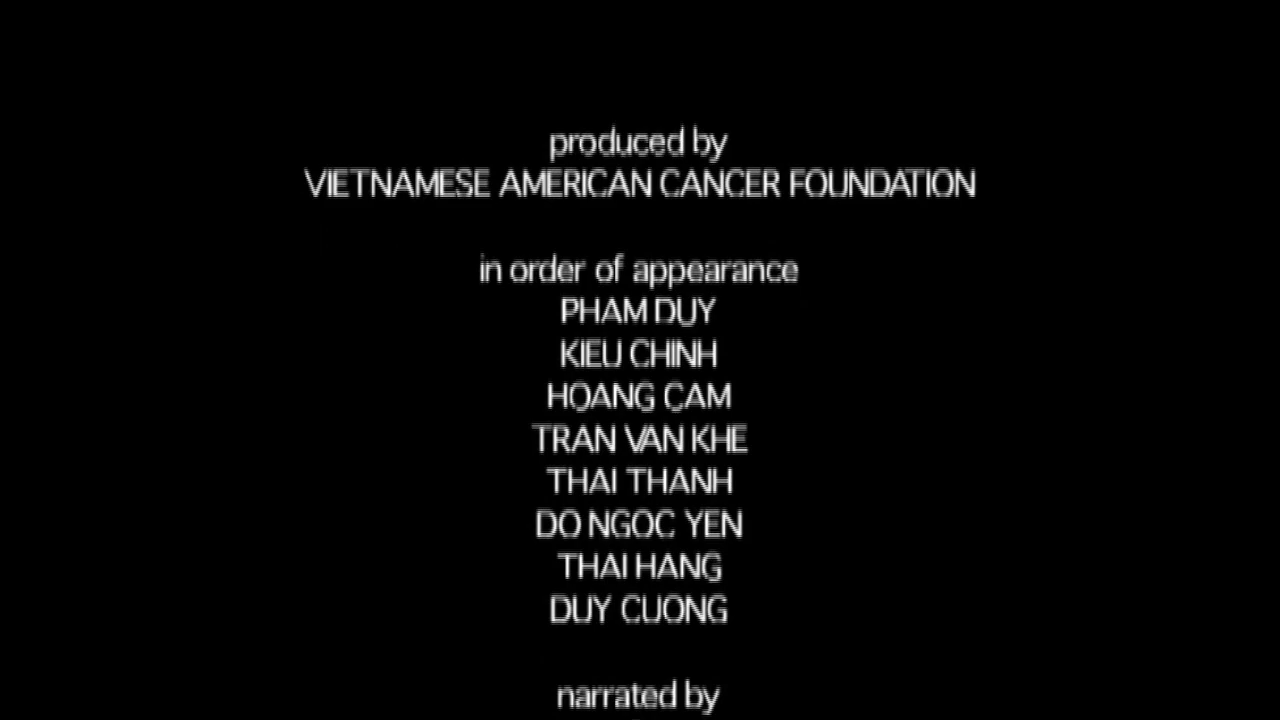 produced by
VIETNAMESE AMERICAN CANCER FOUNDATION
in order of appearance
PHAM DUY
KIEU CHINH
HOANG CAM
TRAN VAN KHE
THAI THANH
DO NGOC YEN
THAI HANG
DUY CUONG
narrated by